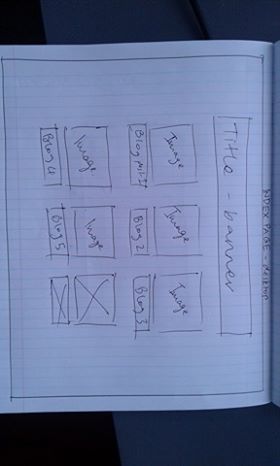 INDEX PAGE - desktop
Title - banner
Image Image Image
Blog post-1 Blog 2 Blog 3
Image Image
Blog 4 Blog 5